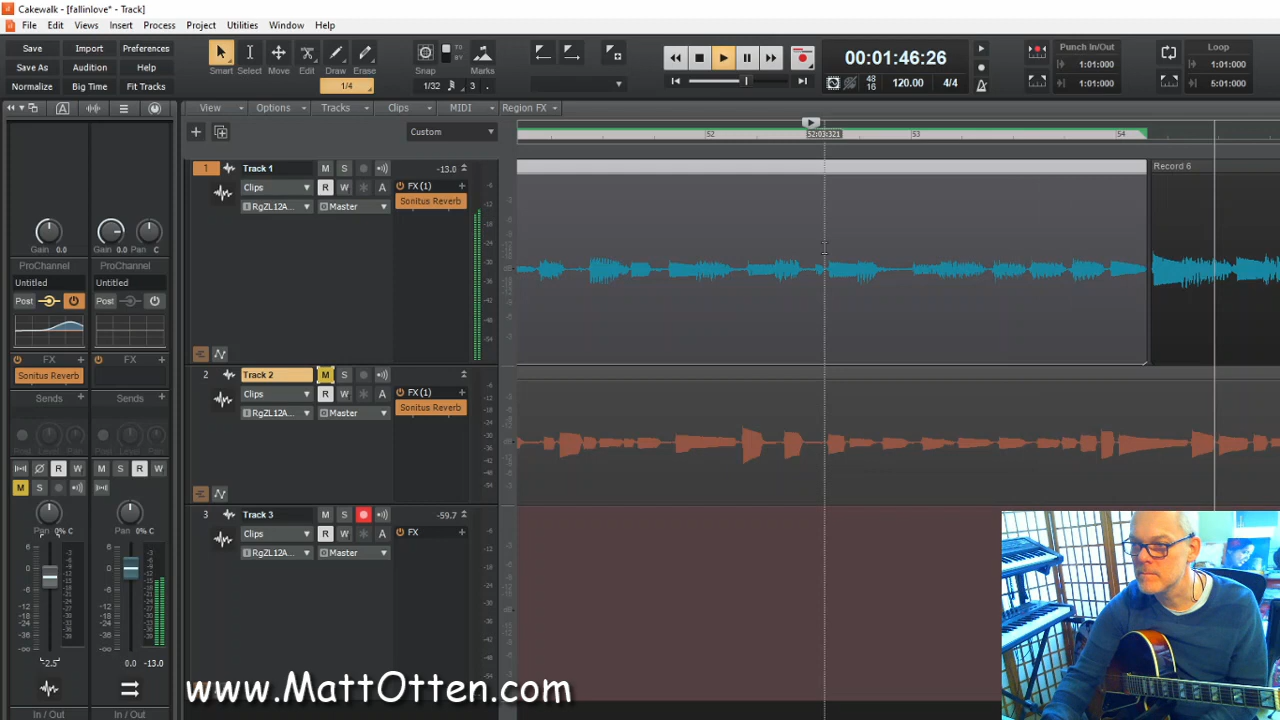 Cakewalk - [fallinlove* - Track]
File Edit Views Insert Process Project Utilities Window Help
Save Import Preferences
Save As Audition Help
Normalize Big Time Fit Tracks
Smart Select Move Edit Draw Erase
1/4
Snap TO BY Marks
1/32 3
00:01:46:26
48 16 120.00 4/4
Punch In/Out
1:01:000
1:01:000
Loop
1:01:000
5:01:000
View Options Tracks Clips MIDI Region FX
Custom
52 52:03:321 53 54
1 Track 1 M S -13.0
Clips R W * A FX (1) +
RgZL12A... Master Sonitus Reverb
Record 6
2 Track 2 M S
Clips R W * A FX (1) +
RgZL12A... Master Sonitus Reverb
3 Track 3 M S -59.7
Clips R W * A FX +
RgZL12A... Master
Gain 0.0 Gain 0.0 Pan C
ProChannel ProChannel
Untitled Untitled
Post Post
FX + FX +
Sonitus Reverb
Sends + Sends +
R W M S R W
M S
Pan 0% C Pan 0% C
-2.5 0.0 -13.0
In / Out In / Out
www.MattOtten.com